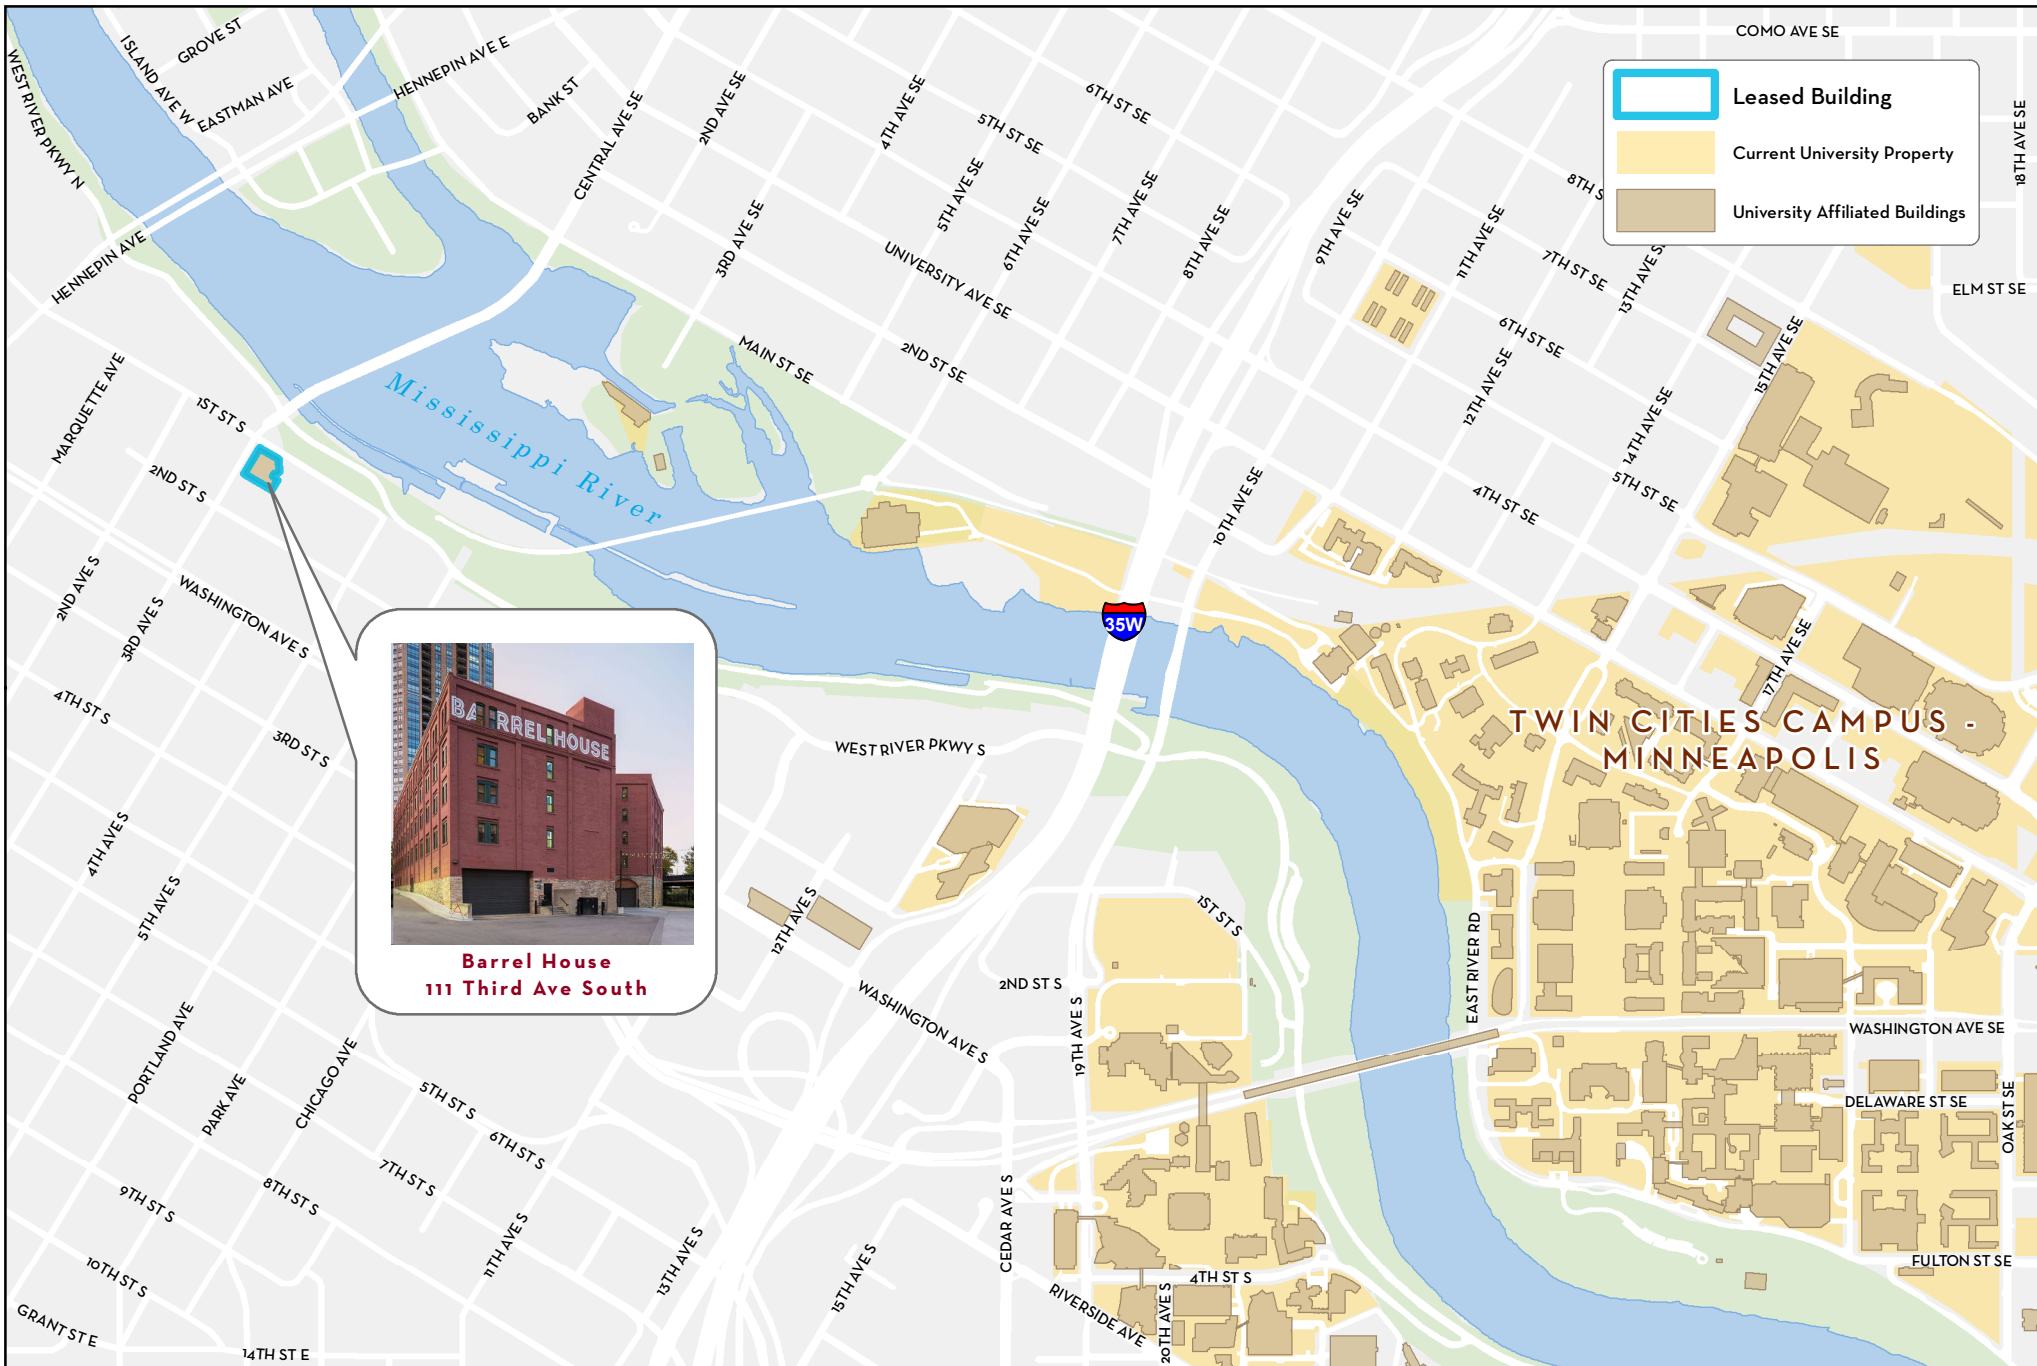 COMO AVE SE
GROVE ST
ISLAND AVE W
WEST RIVER PKWY N
EASTMAN AVE
HENNEPIN AVE E
BANK ST
CENTRAL AVE SE
2ND AVE SE
4TH AVE SE
6TH ST SE
5TH ST SE
Leased Building
Current University Property
University Affiliated Buildings
18TH AVE SE
8TH S
5TH AVE SE
6TH AVE SE
7TH AVE SE
8TH AVE SE
9TH AVE SE
11TH AVE SE
7TH ST SE
13TH AVE S
ELM ST SE
3RD AVE SE
UNIVERSITY AVE SE
HENNEPIN AVE
MAIN ST SE
2ND ST SE
6TH ST SE
15TH AVE SE
12TH AVE SE
14TH AVE SE
MARQUETTE AVE
1ST ST S
Mississippi River
2ND ST S
10TH AVE SE
4TH ST SE
5TH ST SE
2ND AVE S
3RD AVE S
WASHINGTON AVE S
35W
17TH AVE SE
4TH ST S
3RD ST S
BARREL HOUSE
WEST RIVER PKWY S
TWIN CITIES CAMPUS -
MINNEAPOLIS
4TH AVE S
5TH AVE S
12TH AVE S
1ST ST S
EAST RIVER RD
Barrel House
111 Third Ave South
2ND ST S
WASHINGTON AVE S
19TH AVE S
WASHINGTON AVE SE
PORTLAND AVE
PARK AVE
CHICAGO AVE
5TH ST S
6TH ST S
7TH ST S
8TH ST S
9TH ST S
10TH ST S
DELAWARE ST SE
OAK ST SE
CEDAR AVE S
11TH AVE S
13TH AVE S
15TH AVE S
4TH ST S
RIVERSIDE AVE
20TH AVE S
FULTON ST SE
GRANT ST E
14TH ST E